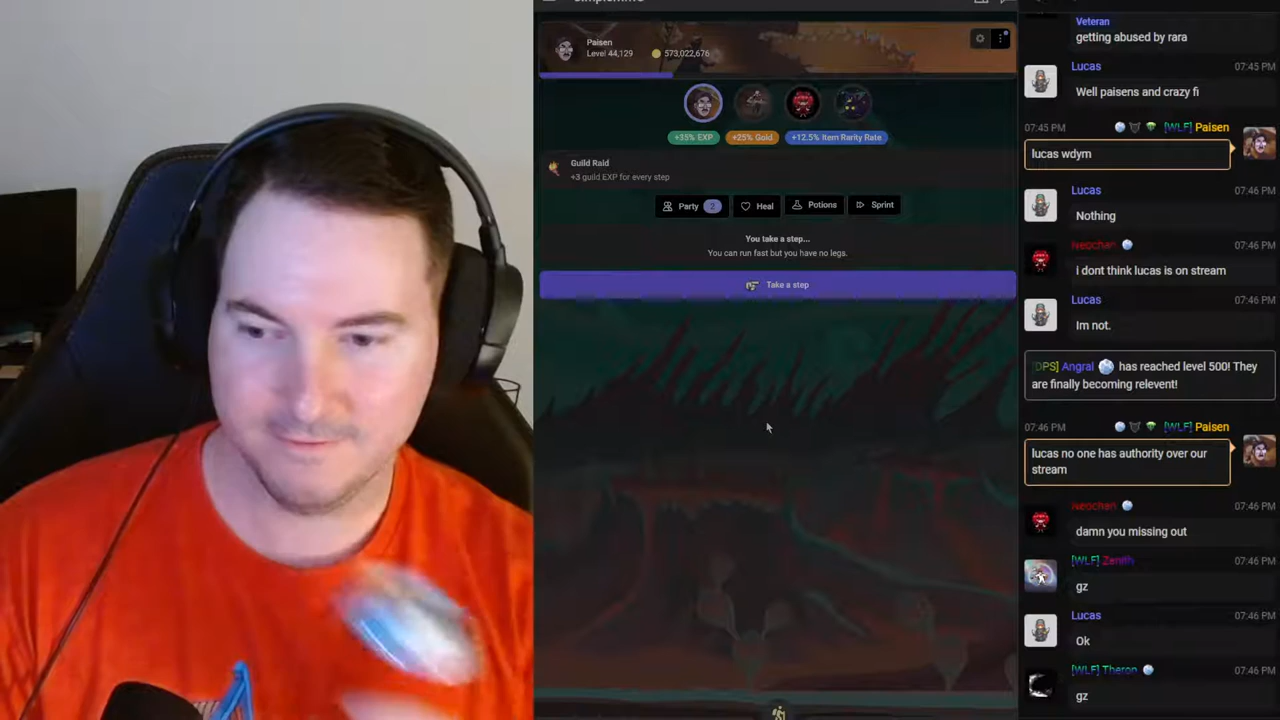 Paisen
Level 44,129
573,022,676
+35% EXP
+25% Gold
+12.5% Item Rarity Rate
Guild Raid
+3 guild EXP for every step
Party 2
Heal
Potions
Sprint
You take a step...
You can run fast but you have no legs.
Take a step
Veteran
getting abused by rara
Lucas 07:45 PM
Well paisens and crazy fi
07:45 PM [WLF] Paisen
lucas wdym
Lucas 07:46 PM
Nothing
Neochan 07:46 PM
i dont think lucas is on stream
Lucas 07:46 PM
Im not.
[DPS] Angral has reached level 500! They
are finally becoming relevent!
07:46 PM [WLF] Paisen
lucas no one has authority over our
stream
Neochan 07:46 PM
damn you missing out
[WLF] Zenith 07:46 PM
gz
Lucas 07:46 PM
Ok
[WLF] Theron 07:46 PM
gz